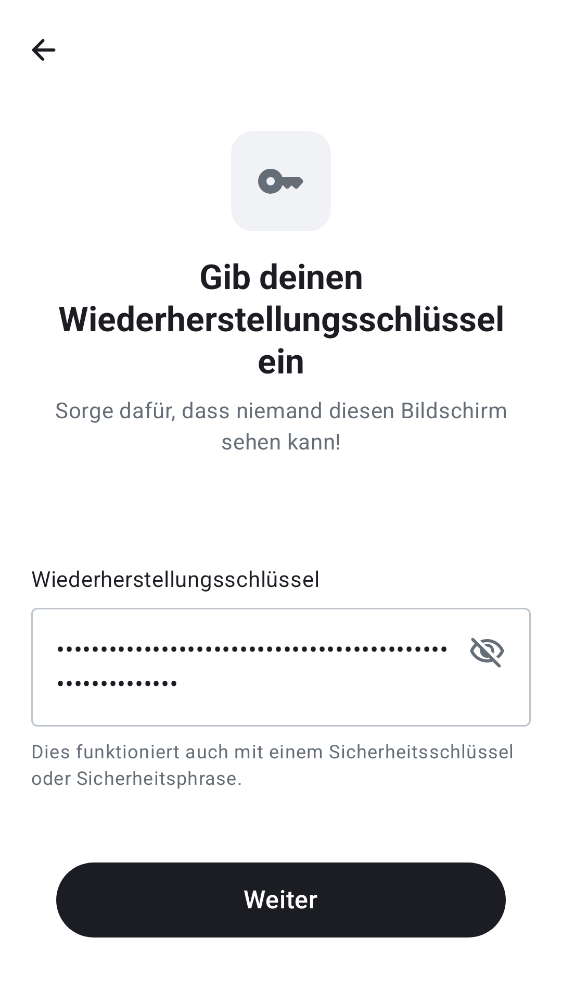 Gib deinen
Wiederherstellungsschlüssel
ein
Sorge dafür, dass niemand diesen Bildschirm
sehen kann!
Wiederherstellungsschlüssel
•••••••••••••••••••••••••••••••••••••••••••••
••••••••••••••
Dies funktioniert auch mit einem Sicherheitsschlüssel
oder Sicherheitsphrase.
Weiter